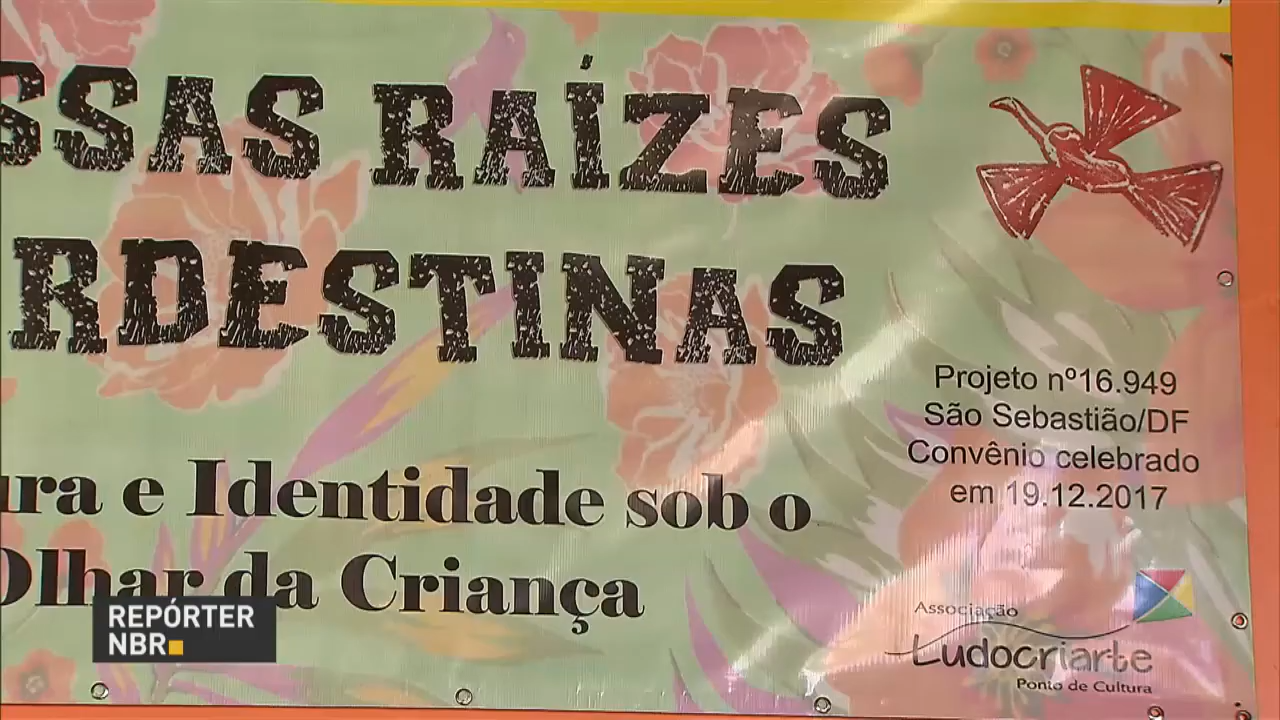 SSAS RAÍZES
RDESTINAS
ura e Identidade sob o
Olhar da Criança
Projeto nº16.949
São Sebastião/DF
Convênio celebrado
em 19.12.2017
Associação
Ludocriarte
Ponto de Cultura
REPÓRTER
NBR